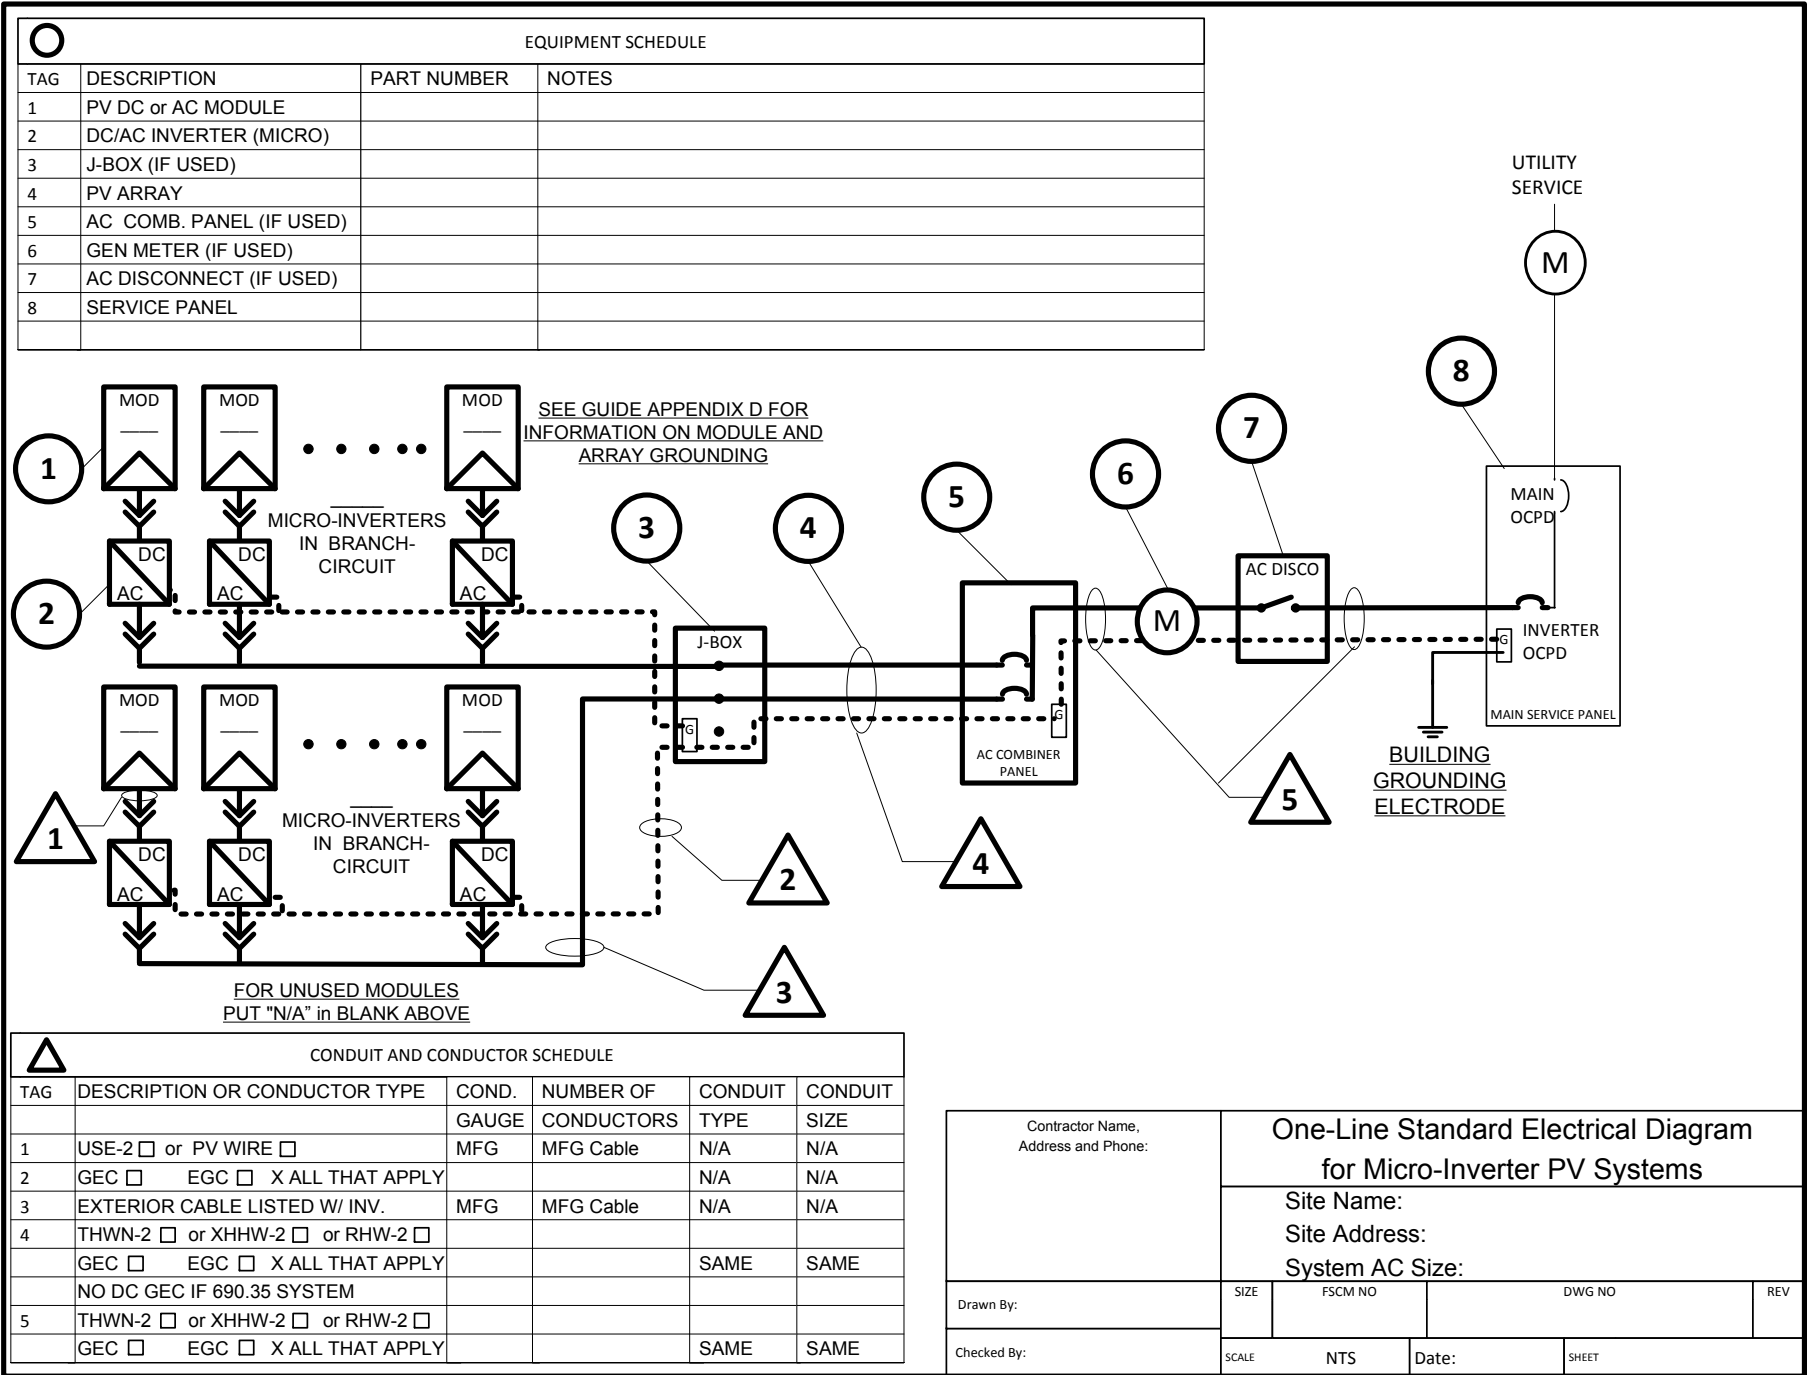 EQUIPMENT SCHEDULE
TAG DESCRIPTION PART NUMBER NOTES
1 PV DC or AC MODULE
2 DC/AC INVERTER (MICRO)
3 J-BOX (IF USED)
4 PV ARRAY
5 AC COMB. PANEL (IF USED)
6 GEN METER (IF USED)
7 AC DISCONNECT (IF USED)
8 SERVICE PANEL
UTILITY
SERVICE
M
8
MOD MOD MOD
SEE GUIDE APPENDIX D FOR
INFORMATION ON MODULE AND
ARRAY GROUNDING
1
2
MICRO-INVERTERS
IN BRANCH-
CIRCUIT
DC DC DC
AC AC AC
3
4
5
6
7
J-BOX
G
AC COMBINER
PANEL
G
M
AC DISCO
MAIN
OCPD
INVERTER
OCPD
G
MAIN SERVICE PANEL
BUILDING
GROUNDING
ELECTRODE
MOD MOD MOD
1
MICRO-INVERTERS
IN BRANCH-
CIRCUIT
DC DC DC
AC AC AC
2
3
4
5
FOR UNUSED MODULES
PUT "N/A” in BLANK ABOVE
CONDUIT AND CONDUCTOR SCHEDULE
TAG DESCRIPTION OR CONDUCTOR TYPE COND. NUMBER OF CONDUIT CONDUIT
GAUGE CONDUCTORS TYPE SIZE
1 USE-2 □ or PV WIRE □ MFG MFG Cable N/A N/A
2 GEC □ EGC □ X ALL THAT APPLY N/A N/A
3 EXTERIOR CABLE LISTED W/ INV. MFG MFG Cable N/A N/A
4 THWN-2 □ or XHHW-2 □ or RHW-2 □
GEC □ EGC □ X ALL THAT APPLY SAME SAME
NO DC GEC IF 690.35 SYSTEM
5 THWN-2 □ or XHHW-2 □ or RHW-2 □
GEC □ EGC □ X ALL THAT APPLY SAME SAME
Contractor Name,
Address and Phone:
Drawn By:
Checked By:
One-Line Standard Electrical Diagram
for Micro-Inverter PV Systems
Site Name:
Site Address:
System AC Size:
SIZE FSCM NO DWG NO REV
SCALE NTS Date: SHEET